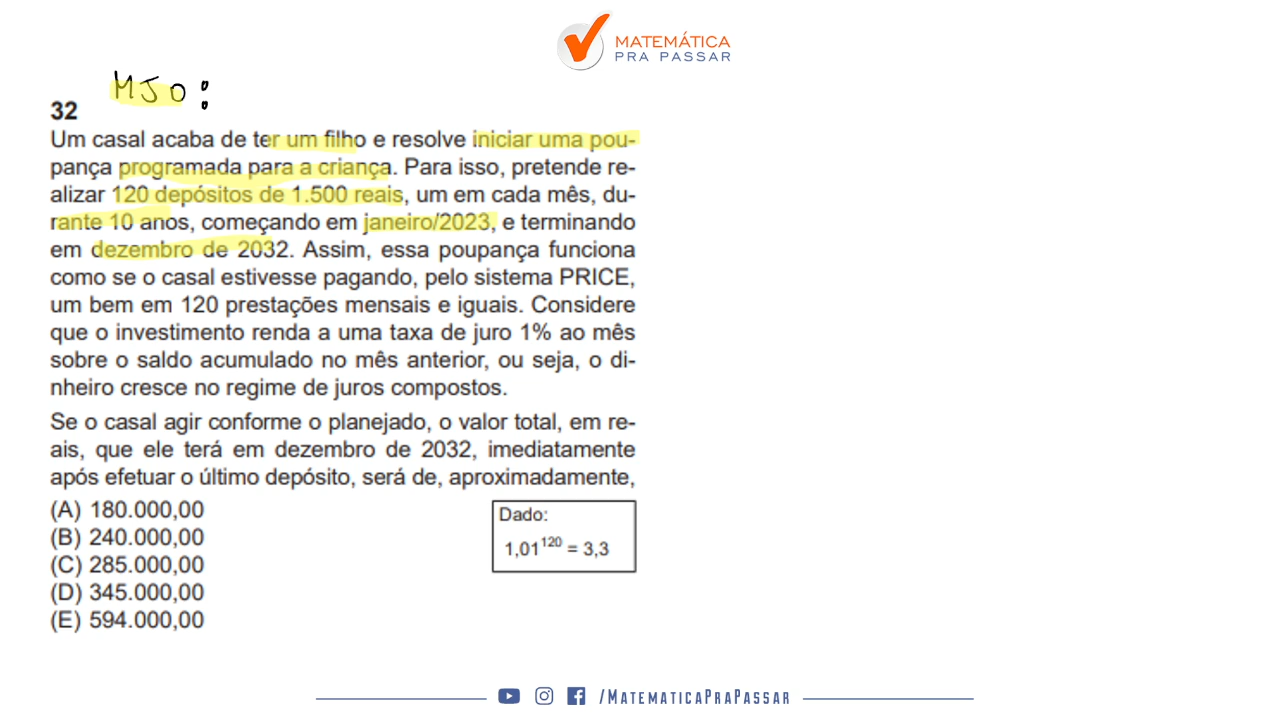 MATEMÁTICA
PRA PASSAR
MJO:
32
Um casal acaba de ter um filho e resolve iniciar uma pou-
pança programada para a criança. Para isso, pretende re-
alizar 120 depósitos de 1.500 reais, um em cada mês, du-
rante 10 anos, começando em janeiro/2023, e terminando
em dezembro de 2032. Assim, essa poupança funciona
como se o casal estivesse pagando, pelo sistema PRICE,
um bem em 120 prestações mensais e iguais. Considere
que o investimento renda a uma taxa de juro 1% ao mês
sobre o saldo acumulado no mês anterior, ou seja, o di-
nheiro cresce no regime de juros compostos.
Se o casal agir conforme o planejado, o valor total, em re-
ais, que ele terá em dezembro de 2032, imediatamente
após efetuar o último depósito, será de, aproximadamente,
(A) 180.000,00
(B) 240.000,00
(C) 285.000,00
(D) 345.000,00
(E) 594.000,00
Dado:
1,01¹²⁰ = 3,3
/MATEMATICAPRAPASSAR